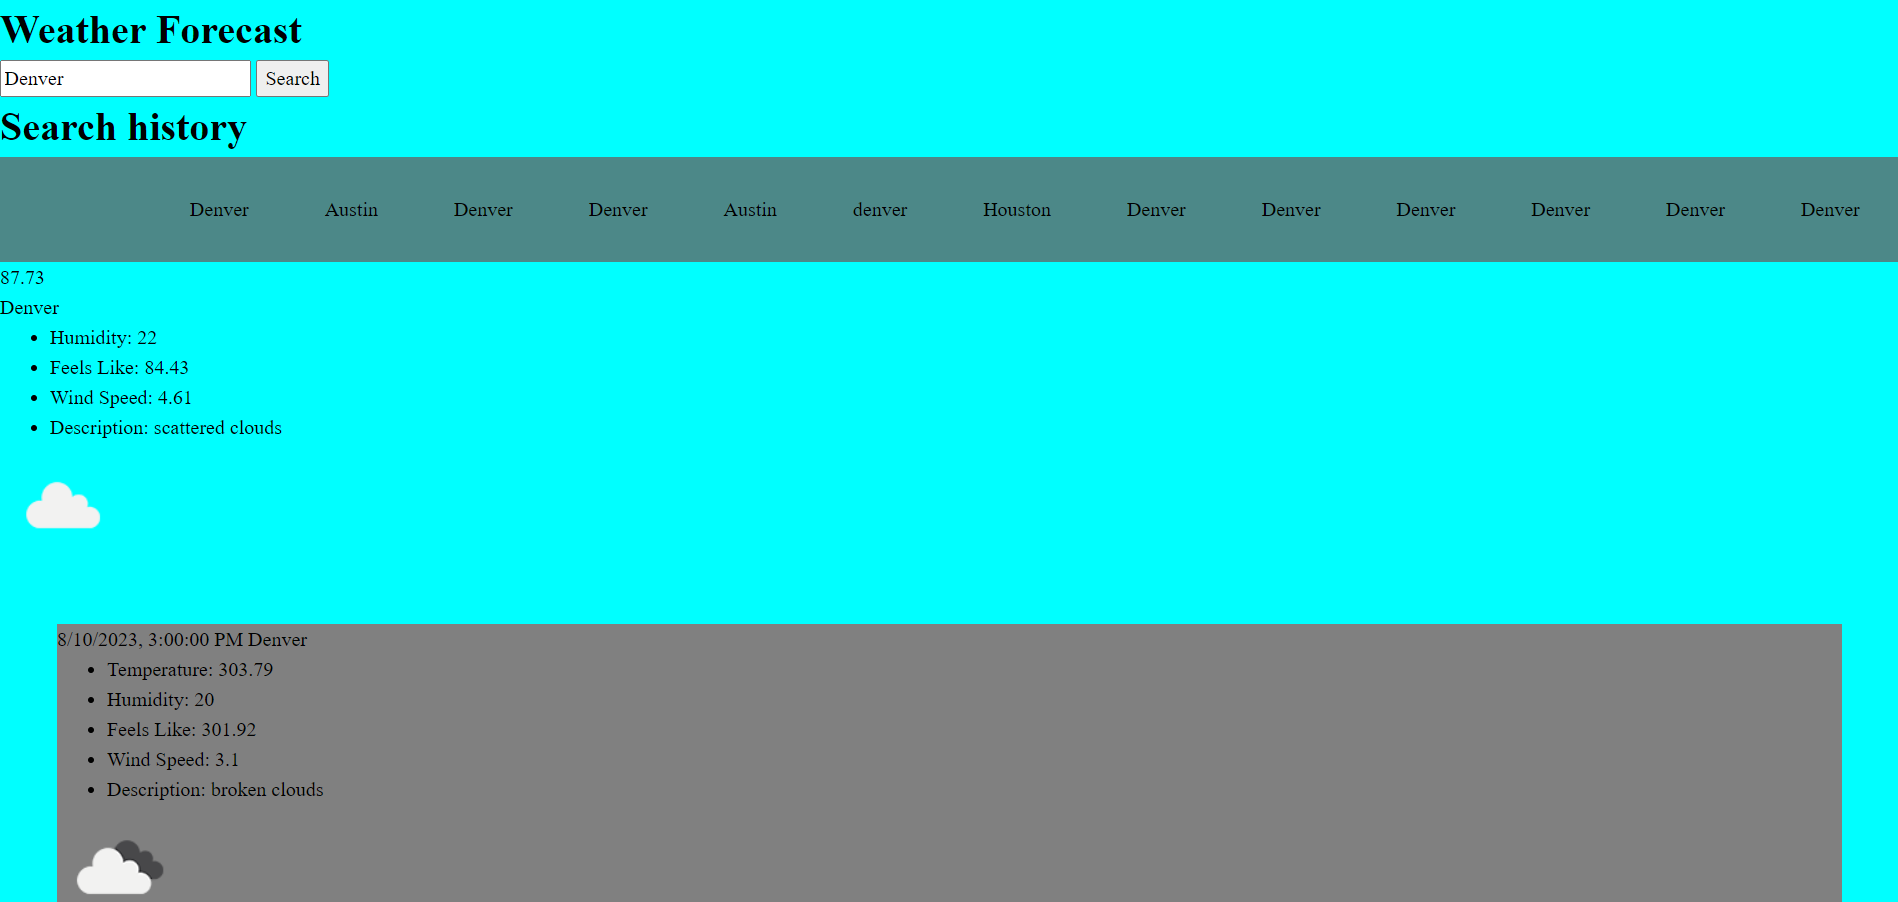 Weather Forecast
Denver Search
Search history
Denver Austin Denver Denver Austin denver Houston Denver Denver Denver Denver Denver Denver
87.73
Denver
Humidity: 22
Feels Like: 84.43
Wind Speed: 4.61
Description: scattered clouds
8/10/2023, 3:00:00 PM Denver
Temperature: 303.79
Humidity: 20
Feels Like: 301.92
Wind Speed: 3.1
Description: broken clouds